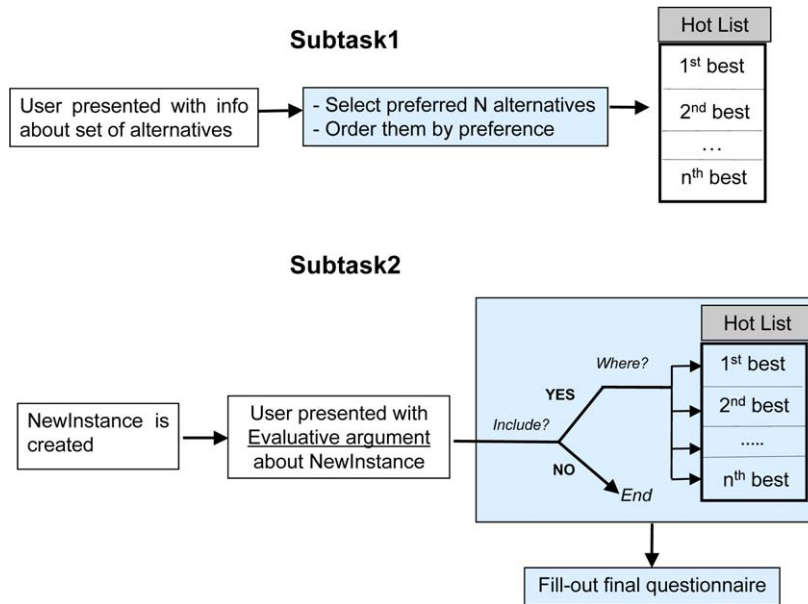 Subtask1
Hot List
1st best
2nd best
...
nth best
User presented with info
about set of alternatives
- Select preferred N alternatives
- Order them by preference
Subtask2
Hot List
1st best
2nd best
.....
nth best
NewInstance is
created
User presented with
Evaluative argument
about NewInstance
Include?
YES
NO
Where?
End
Fill-out final questionnaire